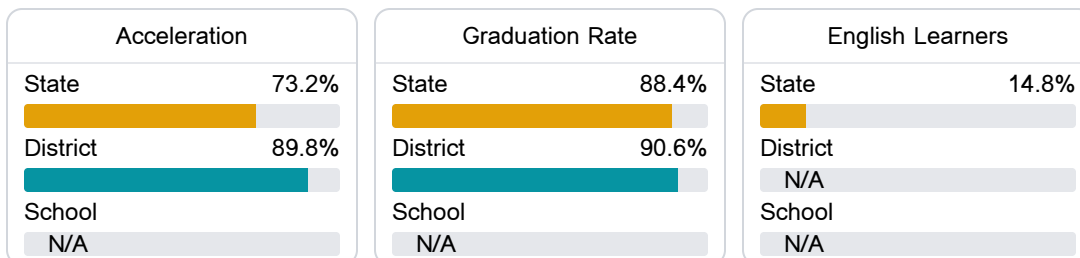 Acceleration
State 73.2%
District 89.8%
School
N/A
Graduation Rate
State 88.4%
District 90.6%
School
N/A
English Learners
State 14.8%
District
N/A
School
N/A